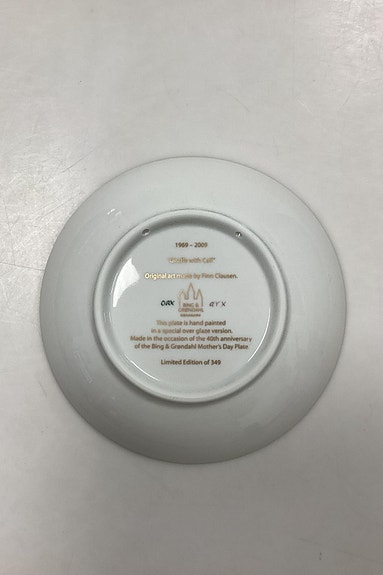 1969 – 2009
"Giraffe with Calf"
Original art made by Finn Clausen.
BING &
GRØNDAHL
This plate is hand painted
in a special over glaze version.
Made in the occasion of the 40th anniversary
of the Bing & Grøndahl Mother's Day Plate
Limited Edition of 349